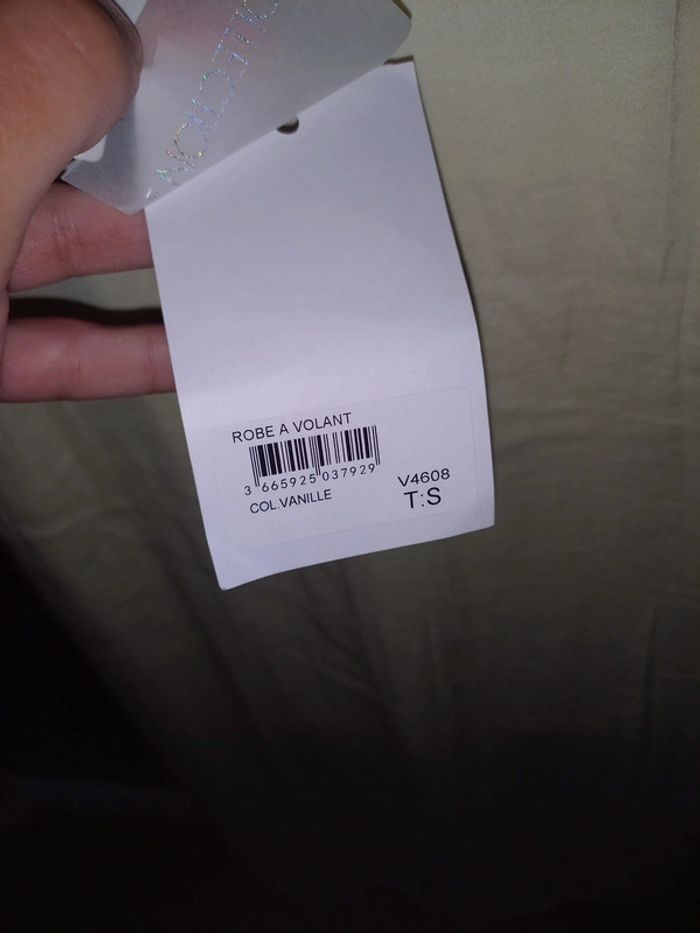 ROBE A VOLANT
3 665925 037929
COL.VANILLE
V4608
T:S